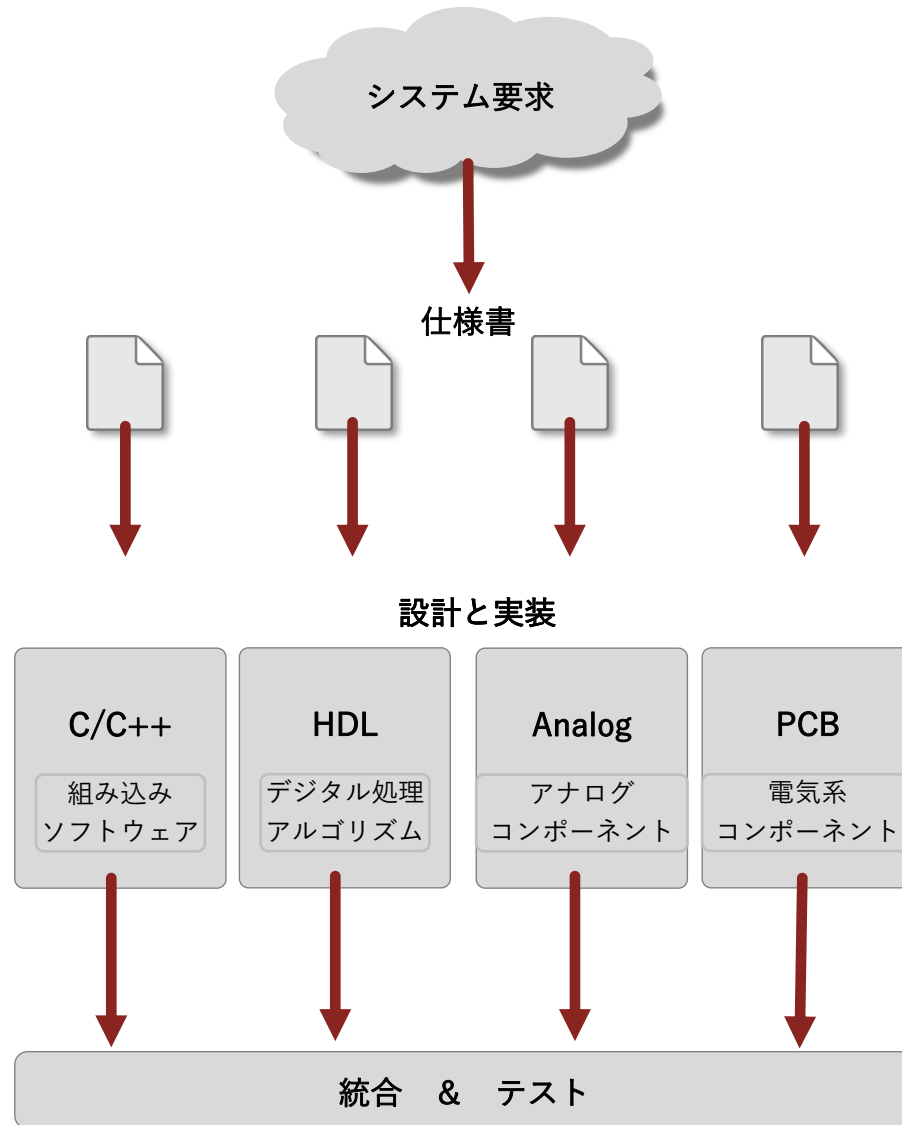 システム要求
仕様書
設計と実装
C/C++
組み込み
ソフトウェア
HDL
デジタル処理
アルゴリズム
Analog
アナログ
コンポーネント
PCB
電気系
コンポーネント
統合　&　テスト